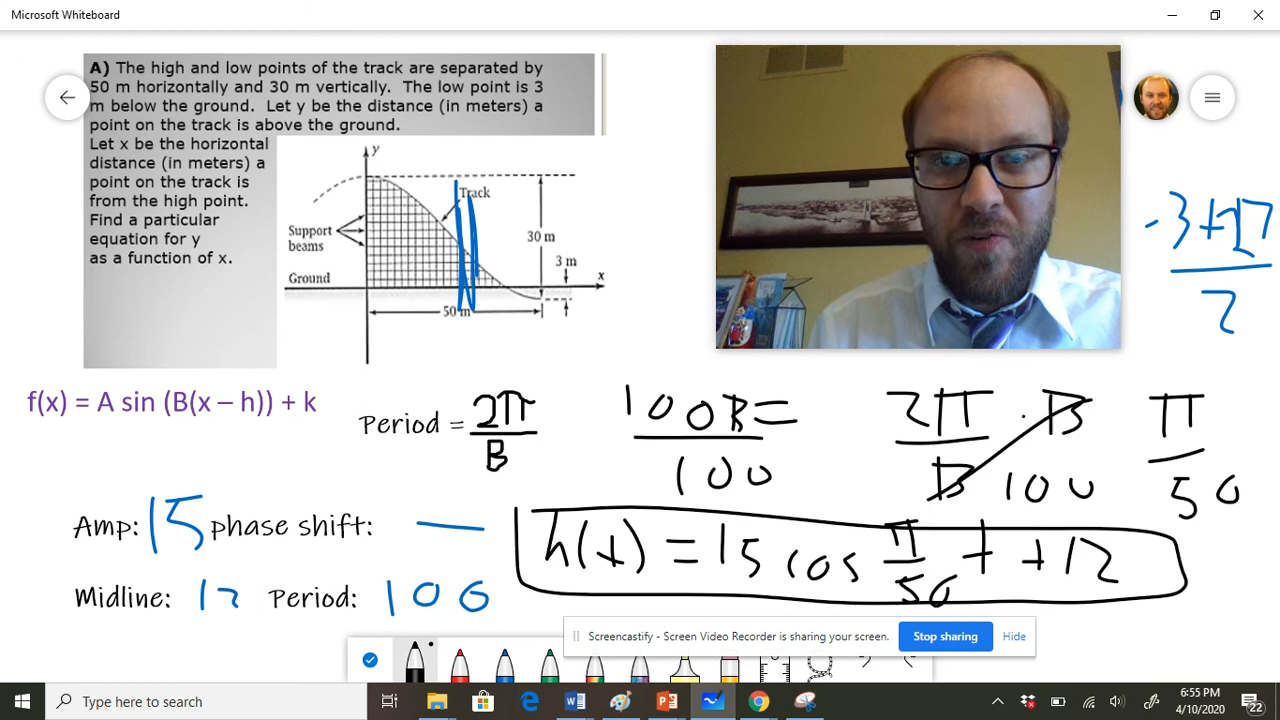 Microsoft Whiteboard
A) The high and low points of the track are separated by
50 m horizontally and 30 m vertically. The low point is 3
m below the ground. Let y be the distance (in meters) a
point on the track is above the ground.
Let x be the horizontal
distance (in meters) a
point on the track is
from the high point.
Find a particular
equation for y
as a function of x.
y
Track
Support
beams
30 m
3 m
x
Ground
50 m
-3+27
2
f(x) = A sin (B(x – h)) + k
Period = 2π
B
100B=
100
2π · B
B 100
π
50
Amp: 15 phase shift: —
h(t) = 15 cos π/50 t + 12
Midline: 12 Period: 100
Screencastify - Screen Video Recorder is sharing your screen.
Stop sharing
Hide
Type here to search
6:55 PM
4/10/2020
22